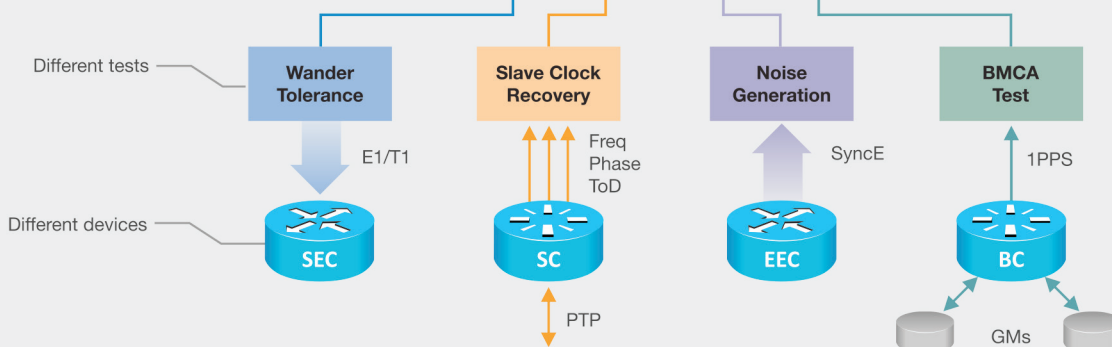 Different tests
Wander
Tolerance
Slave Clock
Recovery
Noise
Generation
BMCA
Test
E1/T1
Freq
Phase
ToD
SyncE
1PPS
Different devices
SEC
SC
EEC
BC
PTP
GMs